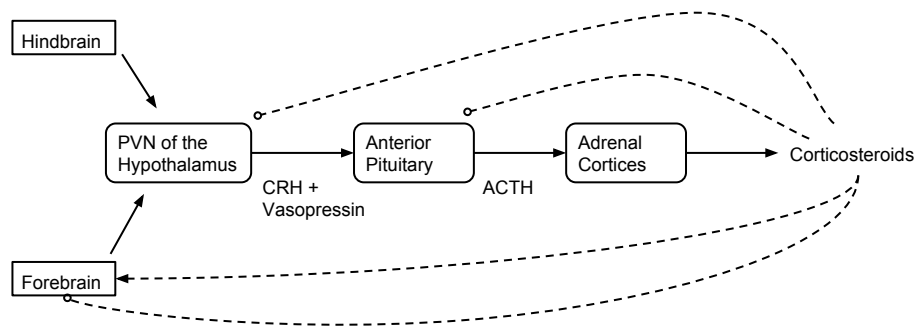 Hindbrain
PVN of the
Hypothalamus
Anterior
Pituitary
Adrenal
Cortices
Corticosteroids
CRH +
Vasopressin
ACTH
Forebrain